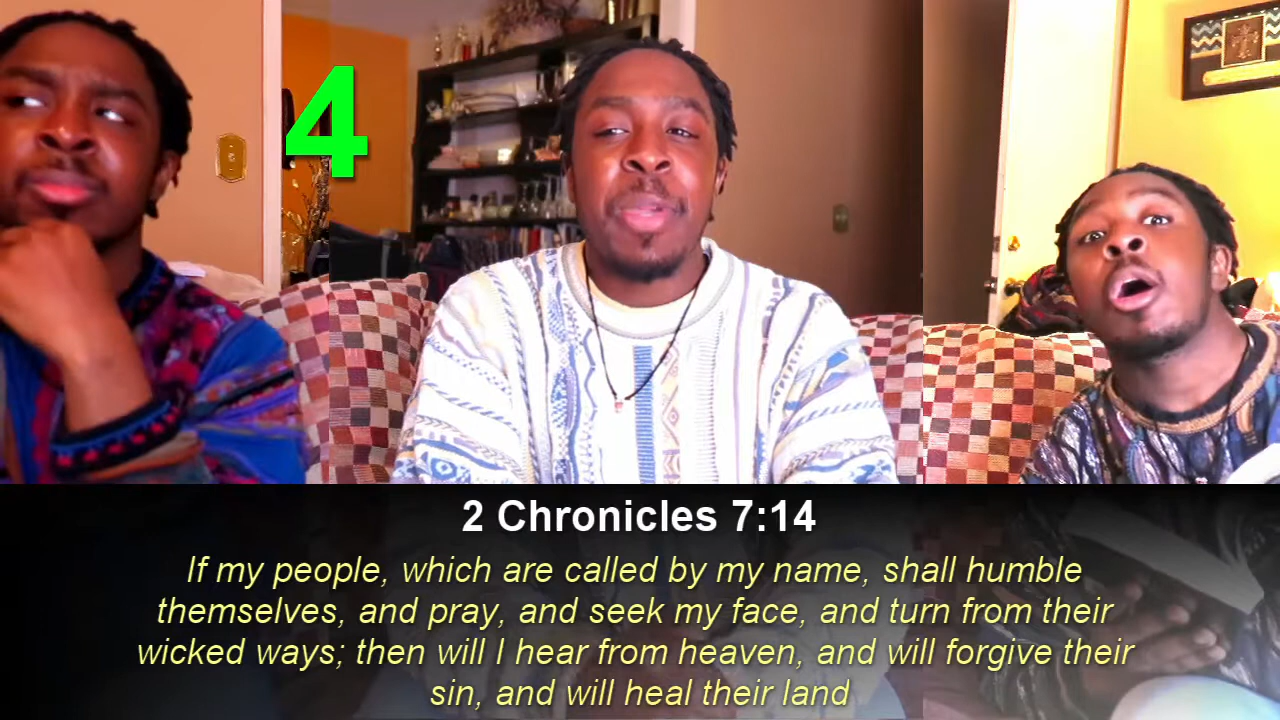 4
2 Chronicles 7:14
If my people, which are called by my name, shall humble
themselves, and pray, and seek my face, and turn from their
wicked ways; then will I hear from heaven, and will forgive their
sin, and will heal their land